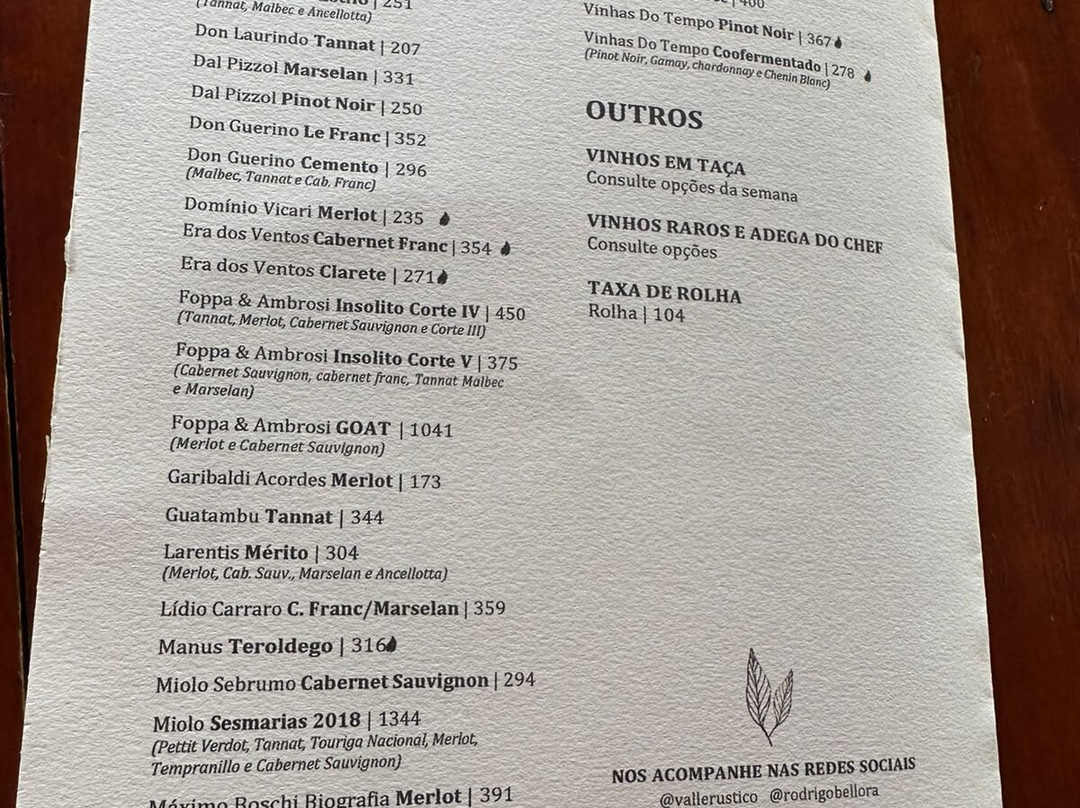 | 251
(Tannat, Malbec e Ancellotta)
Don Laurindo Tannat | 207
Dal Pizzol Marselan | 331
Dal Pizzol Pinot Noir | 250
Don Guerino Le Franc | 352
Don Guerino Cemento | 296
(Malbec, Tannat e Cab. Franc)
Domínio Vicari Merlot | 235
Era dos Ventos Cabernet Franc | 354
Era dos Ventos Clarete | 271
Foppa & Ambrosi Insolito Corte IV | 450
(Tannat, Merlot, Cabernet Sauvignon e Corte III)
Foppa & Ambrosi Insolito Corte V | 375
(Cabernet Sauvignon, cabernet franc, Tannat Malbec
e Marselan)
Foppa & Ambrosi GOAT | 1041
(Merlot e Cabernet Sauvignon)
Garibaldi Acordes Merlot | 173
Guatambu Tannat | 344
Larentis Mérito | 304
(Merlot, Cab. Sauv., Marselan e Ancellotta)
Lídio Carraro C. Franc/Marselan | 359
Manus Teroldego | 316
Miolo Sebrumo Cabernet Sauvignon | 294
Miolo Sesmarias 2018 | 1344
(Pettit Verdot, Tannat, Touriga Nacional, Merlot,
Tempranillo e Cabernet Sauvignon)
Máximo Boschi Biografia Merlot | 391
| 400
Vinhas Do Tempo Pinot Noir | 367
Vinhas Do Tempo Coofermentado | 278
(Pinot Noir, Gamay, chardonnay e Chenin Blanc)
OUTROS
VINHOS EM TAÇA
Consulte opções da semana
VINHOS RAROS E ADEGA DO CHEF
Consulte opções
TAXA DE ROLHA
Rolha | 104
NOS ACOMPANHE NAS REDES SOCIAIS
@vallerustico @rodrigobellora